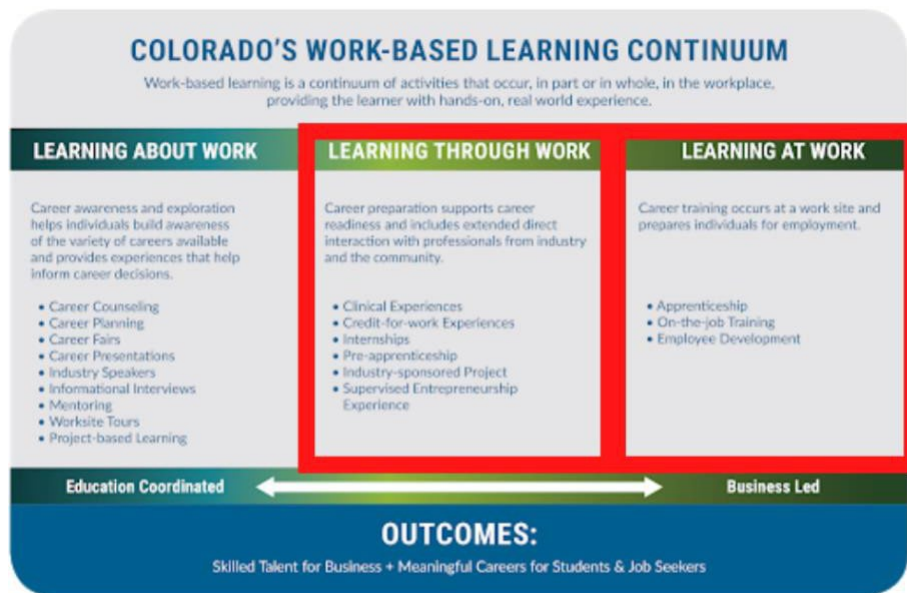 COLORADO'S WORK-BASED LEARNING CONTINUUM
Work-based learning is a continuum of activities that occur, in part or in whole, in the workplace,
providing the learner with hands-on, real world experience.
LEARNING ABOUT WORK
Career awareness and exploration
helps individuals build awareness
of the variety of careers available
and provides experiences that help
inform career decisions.
• Career Counseling
• Career Planning
• Career Fairs
• Career Presentations
• Industry Speakers
• Informational Interviews
• Mentoring
• Worksite Tours
• Project-based Learning
LEARNING THROUGH WORK
Career preparation supports career
readiness and includes extended direct
interaction with professionals from industry
and the community.
• Clinical Experiences
• Credit-for-work Experiences
• Internships
• Pre-apprenticeship
• Industry-sponsored Project
• Supervised Entrepreneurship
Experience
LEARNING AT WORK
Career training occurs at a work site and
prepares individuals for employment.
• Apprenticeship
• On-the-job Training
• Employee Development
Education Coordinated
Business Led
OUTCOMES:
Skilled Talent for Business + Meaningful Careers for Students & Job Seekers